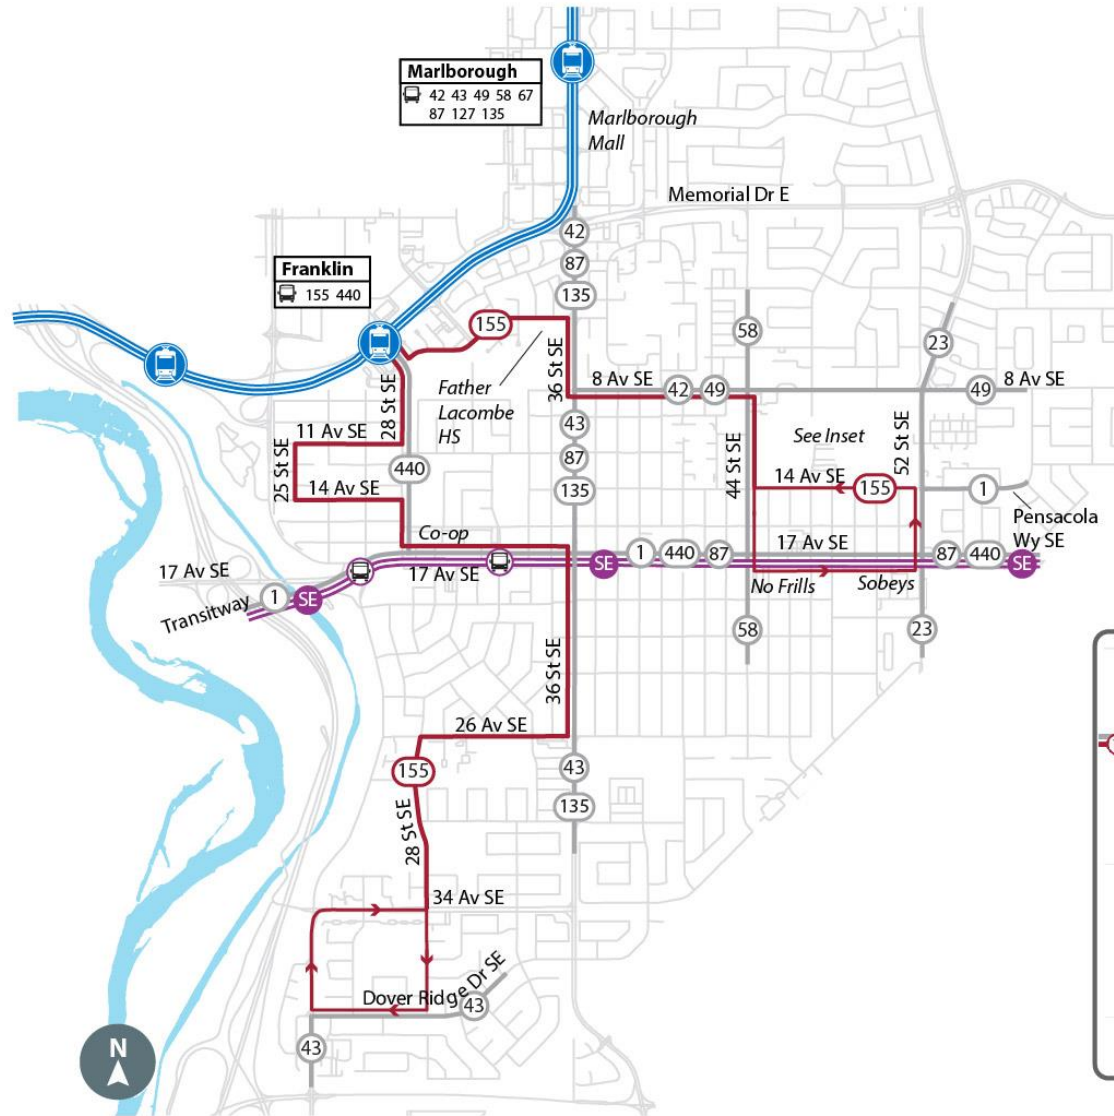 Marlborough
42 43 49 58 67
87 127 135
Marlborough
Mall
Memorial Dr E
42
87
135
Franklin
155 440
155
58
23
36 St SE
8 Av SE
42
49
49
8 Av SE
Father
Lacombe
HS
28 St SE
11 Av SE
25 St SE
14 Av SE
440
43
87
135
44 St SE
See Inset
52 St SE
14 Av SE
155
1
Pensacola
Wy SE
Co-op
17 Av SE
17 Av SE
SE
1
440
87
17 Av SE
87
440
SE
No Frills
Sobeys
Transitway
1
SE
58
23
36 St SE
26 Av SE
155
43
135
28 St SE
34 Av SE
Dover Ridge Dr SE
43
43
N